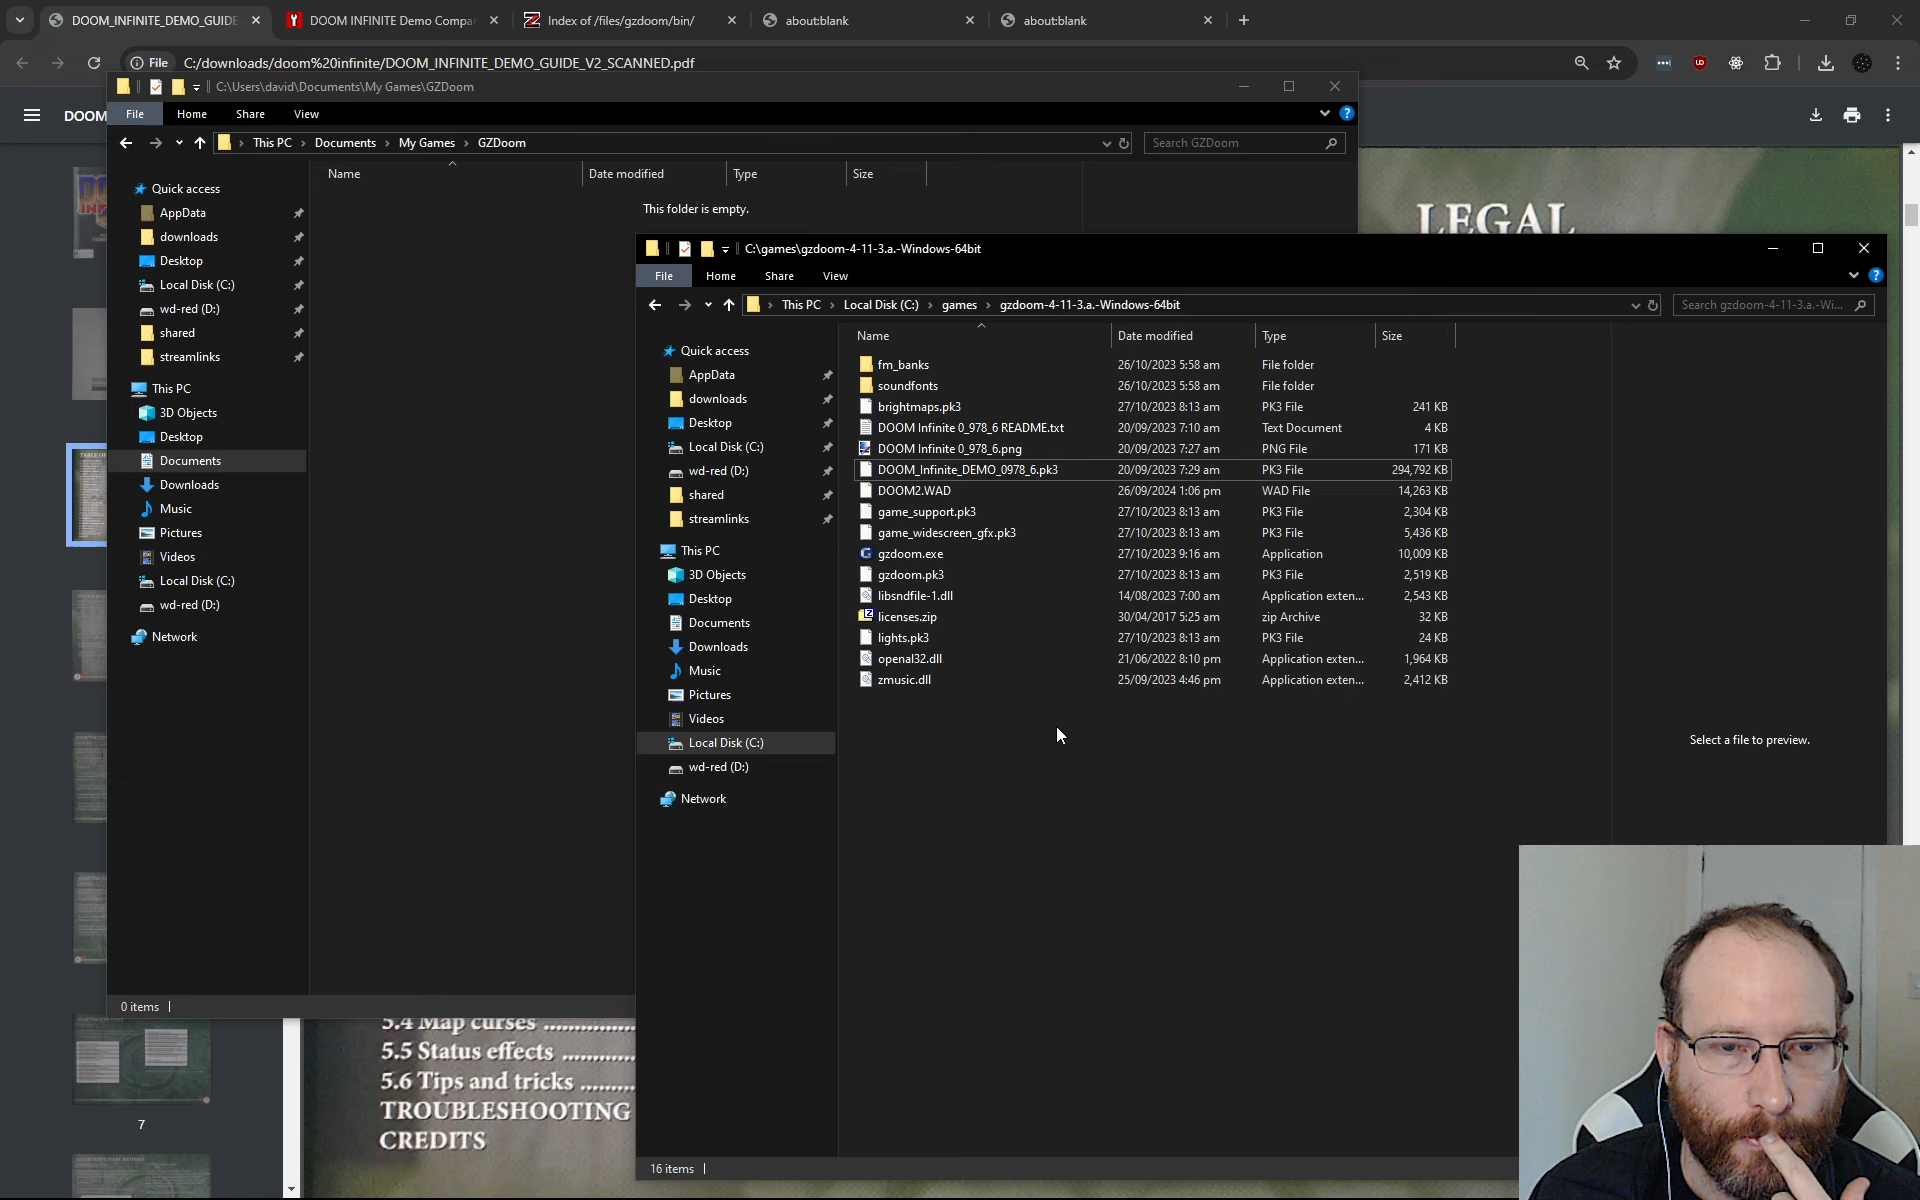 DOOM_INFINITE_DEMO_GUIDE
DOOM INFINITE Demo Compa
Index of /files/gzdoom/bin/
about:blank
about:blank
File
C:/downloads/doom%20infinite/DOOM_INFINITE_DEMO_GUIDE_V2_SCANNED.pdf
DOOM
C:\Users\david\Documents\My Games\GZDoom
File
Home
Share
View
This PC
Documents
My Games
GZDoom
Search GZDoom
Name
Date modified
Type
Size
This folder is empty.
Quick access
AppData
downloads
Desktop
Local Disk (C:)
wd-red (D:)
shared
streamlinks
This PC
3D Objects
Desktop
Documents
Downloads
Music
Pictures
Videos
Local Disk (C:)
wd-red (D:)
Network
0 items
LEGAL
C:\games\gzdoom-4-11-3.a.-Windows-64bit
File
Home
Share
View
This PC
Local Disk (C:)
games
gzdoom-4-11-3.a.-Windows-64bit
Search gzdoom-4-11-3.a.-Wi...
Quick access
AppData
downloads
Desktop
Local Disk (C:)
wd-red (D:)
shared
streamlinks
This PC
3D Objects
Desktop
Documents
Downloads
Music
Pictures
Videos
Local Disk (C:)
wd-red (D:)
Network
Name Date modified Type Size
fm_banks 26/10/2023 5:58 am File folder
soundfonts 26/10/2023 5:58 am File folder
brightmaps.pk3 27/10/2023 8:13 am PK3 File 241 KB
DOOM Infinite 0_978_6 README.txt 20/09/2023 7:10 am Text Document 4 KB
DOOM Infinite 0_978_6.png 20/09/2023 7:27 am PNG File 171 KB
DOOM_Infinite_DEMO_0978_6.pk3 20/09/2023 7:29 am PK3 File 294,792 KB
DOOM2.WAD 26/09/2024 1:06 pm WAD File 14,263 KB
game_support.pk3 27/10/2023 8:13 am PK3 File 2,304 KB
game_widescreen_gfx.pk3 27/10/2023 8:13 am PK3 File 5,436 KB
gzdoom.exe 27/10/2023 9:16 am Application 10,009 KB
gzdoom.pk3 27/10/2023 8:13 am PK3 File 2,519 KB
libsndfile-1.dll 14/08/2023 7:00 am Application exten... 2,543 KB
licenses.zip 30/04/2017 5:25 am zip Archive 32 KB
lights.pk3 27/10/2023 8:13 am PK3 File 24 KB
openal32.dll 21/06/2022 8:10 pm Application exten... 1,964 KB
zmusic.dll 25/09/2023 4:46 pm Application exten... 2,412 KB
Select a file to preview.
16 items
5.4 Map curses ................
5.5 Status effects .............
5.6 Tips and tricks .........
TROUBLESHOOTING
CREDITS
7